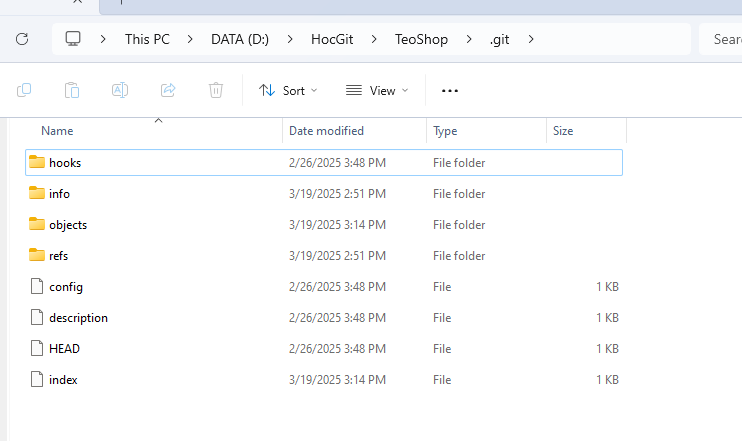 This PC > DATA (D:) > HocGit > TeoShop > .git >
Sort View ...
Name Date modified Type Size
hooks 2/26/2025 3:48 PM File folder
info 3/19/2025 2:51 PM File folder
objects 3/19/2025 3:14 PM File folder
refs 3/19/2025 2:51 PM File folder
config 2/26/2025 3:48 PM File 1 KB
description 2/26/2025 3:48 PM File 1 KB
HEAD 2/26/2025 3:48 PM File 1 KB
index 3/19/2025 3:14 PM File 1 KB